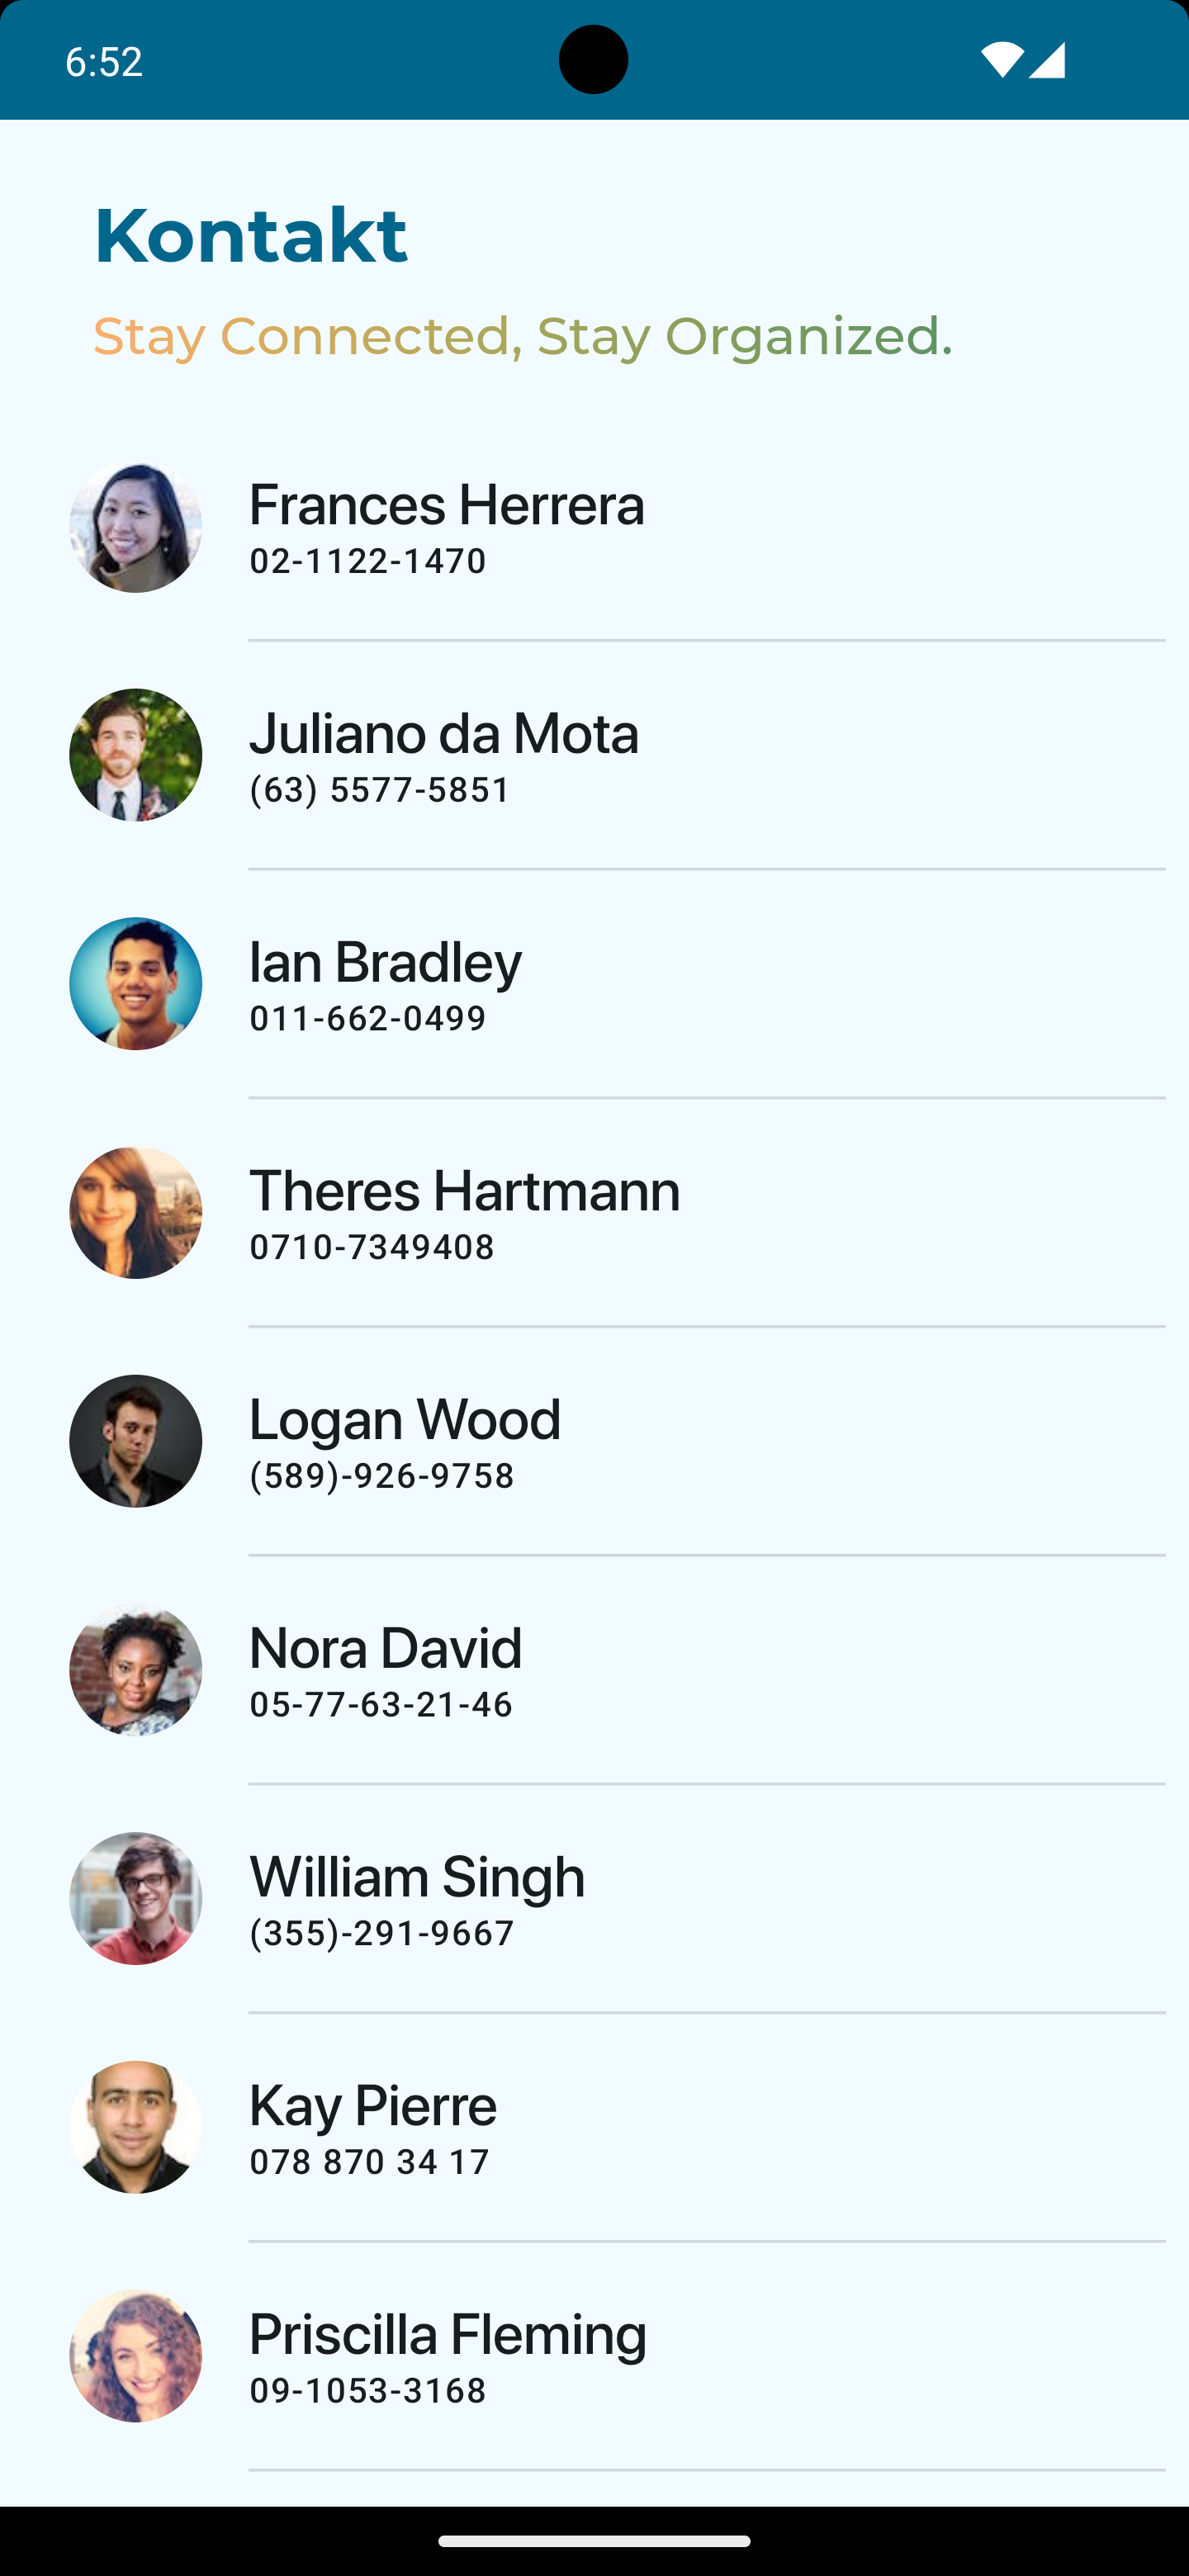 6:52
Kontakt
Stay Connected, Stay Organized.
Frances Herrera
02-1122-1470
Juliano da Mota
(63) 5577-5851
Ian Bradley
011-662-0499
Theres Hartmann
0710-7349408
Logan Wood
(589)-926-9758
Nora David
05-77-63-21-46
William Singh
(355)-291-9667
Kay Pierre
078 870 34 17
Priscilla Fleming
09-1053-3168